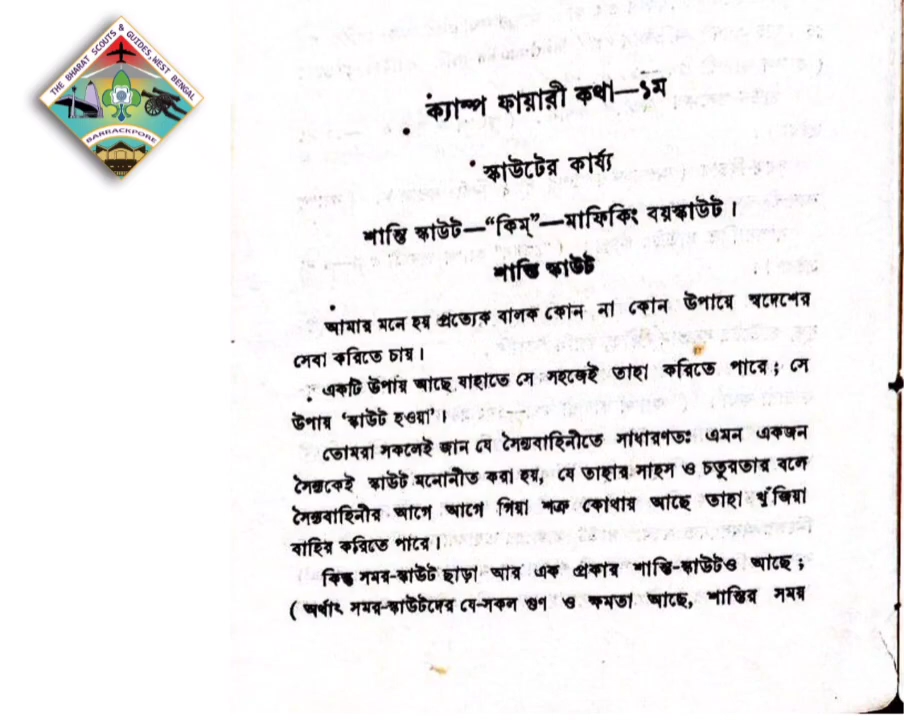 THE BHARAT SCOUTS & GUIDES, WEST BENGAL
BARRACKPORE
ক্যাম্প ফায়ারী কথা—১ম
স্কাউটের কার্য্য
শান্তি স্কাউট—“কিম্”—মাফিকিং বয়স্কাউট।
শান্তি স্কাউট
আমার মনে হয় প্রত্যেক বালক কোন না কোন উপায়ে স্বদেশের
সেবা করিতে চায়।
একটি উপায় আছে যাহাতে সে সহজেই তাহা করিতে পারে; সে
উপায় ‘স্কাউট হওয়া’।
তোমরা সকলেই জান যে সৈন্যবাহিনীতে সাধারণতঃ এমন একজন
সৈন্যকেই স্কাউট মনোনীত করা হয়, যে তাহার সাহস ও চতুরতার বলে
সৈন্যবাহিনীর আগে আগে গিয়া শত্রু কোথায় আছে তাহা খুঁজিয়া
বাহির করিতে পারে।
কিন্তু সমর-স্কাউট ছাড়া আর এক প্রকার শান্তি-স্কাউটও আছে;
(অর্থাৎ সমর-স্কাউটদের যে-সকল গুণ ও ক্ষমতা আছে, শান্তির সময়